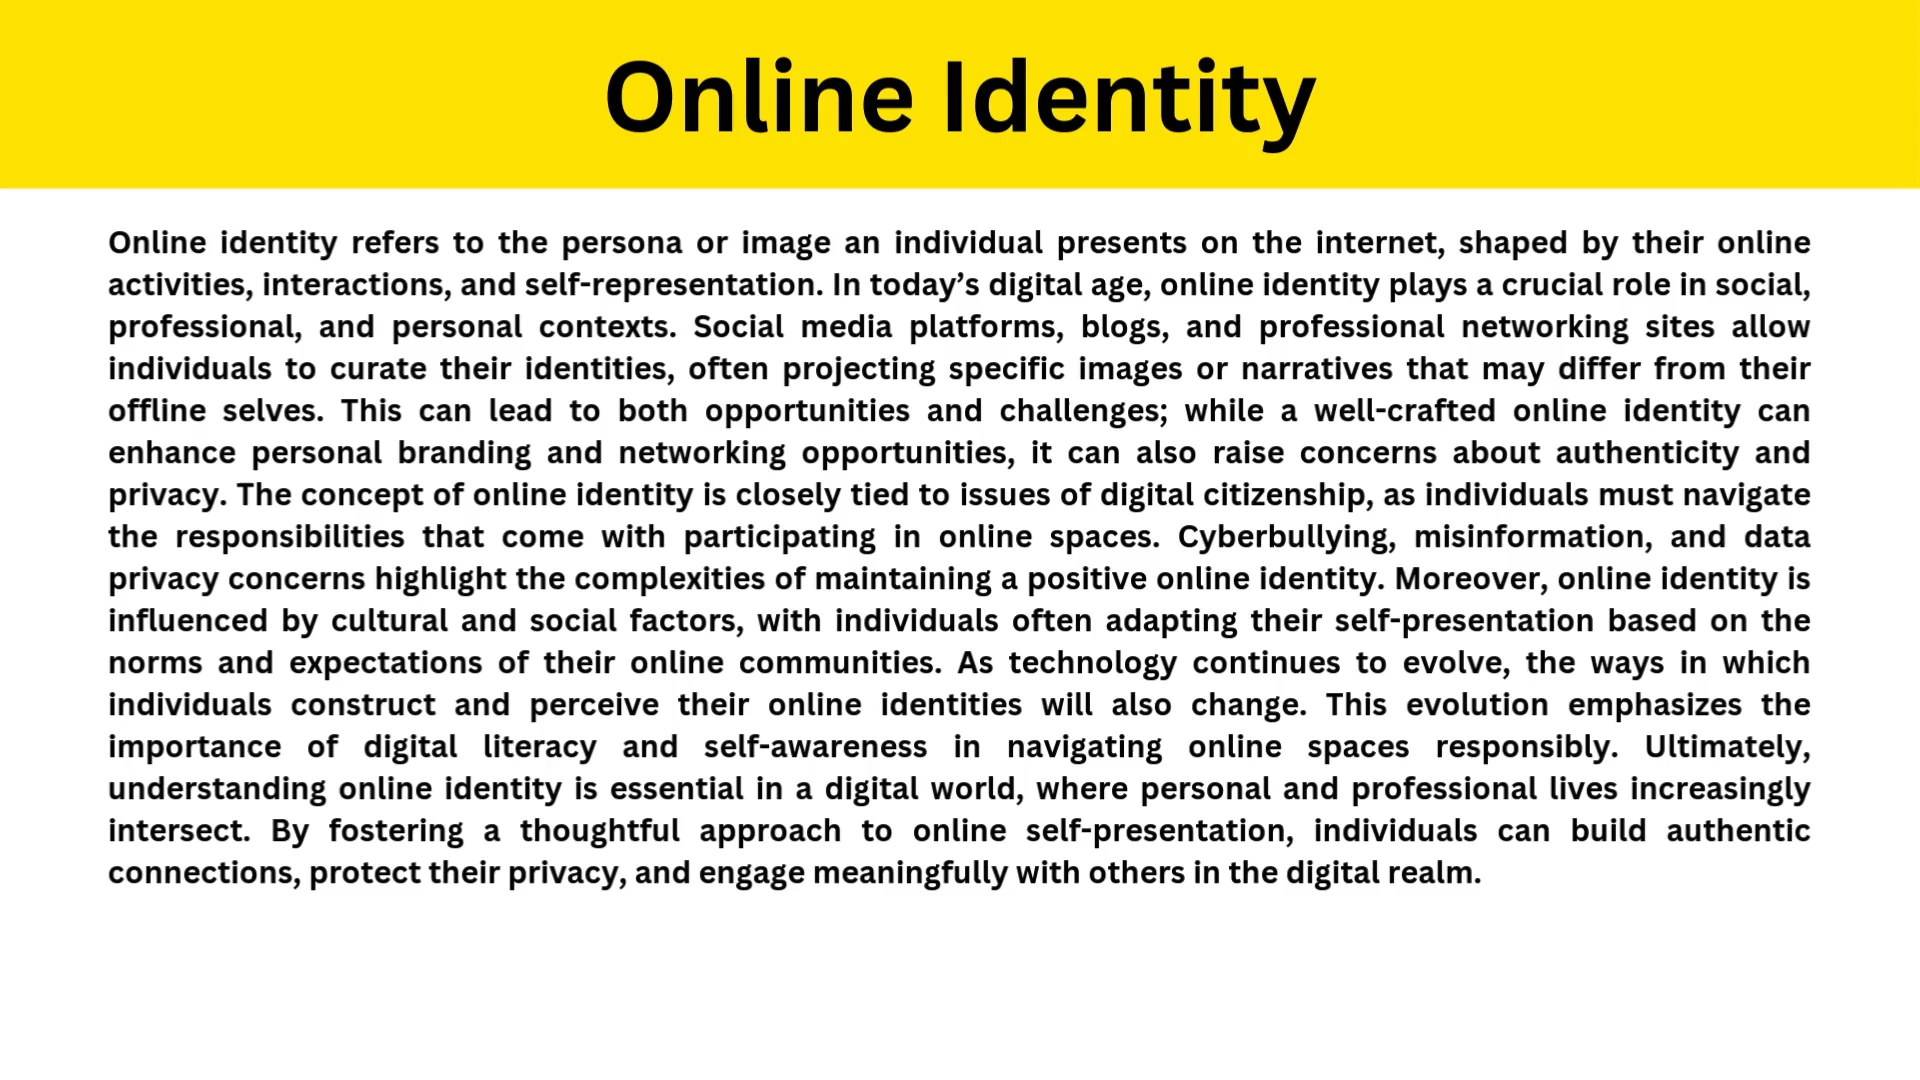 Online Identity
Online identity refers to the persona or image an individual presents on the internet, shaped by their online
activities, interactions, and self-representation. In today’s digital age, online identity plays a crucial role in social,
professional, and personal contexts. Social media platforms, blogs, and professional networking sites allow
individuals to curate their identities, often projecting specific images or narratives that may differ from their
offline selves. This can lead to both opportunities and challenges; while a well-crafted online identity can
enhance personal branding and networking opportunities, it can also raise concerns about authenticity and
privacy. The concept of online identity is closely tied to issues of digital citizenship, as individuals must navigate
the responsibilities that come with participating in online spaces. Cyberbullying, misinformation, and data
privacy concerns highlight the complexities of maintaining a positive online identity. Moreover, online identity is
influenced by cultural and social factors, with individuals often adapting their self-presentation based on the
norms and expectations of their online communities. As technology continues to evolve, the ways in which
individuals construct and perceive their online identities will also change. This evolution emphasizes the
importance of digital literacy and self-awareness in navigating online spaces responsibly. Ultimately,
understanding online identity is essential in a digital world, where personal and professional lives increasingly
intersect. By fostering a thoughtful approach to online self-presentation, individuals can build authentic
connections, protect their privacy, and engage meaningfully with others in the digital realm.